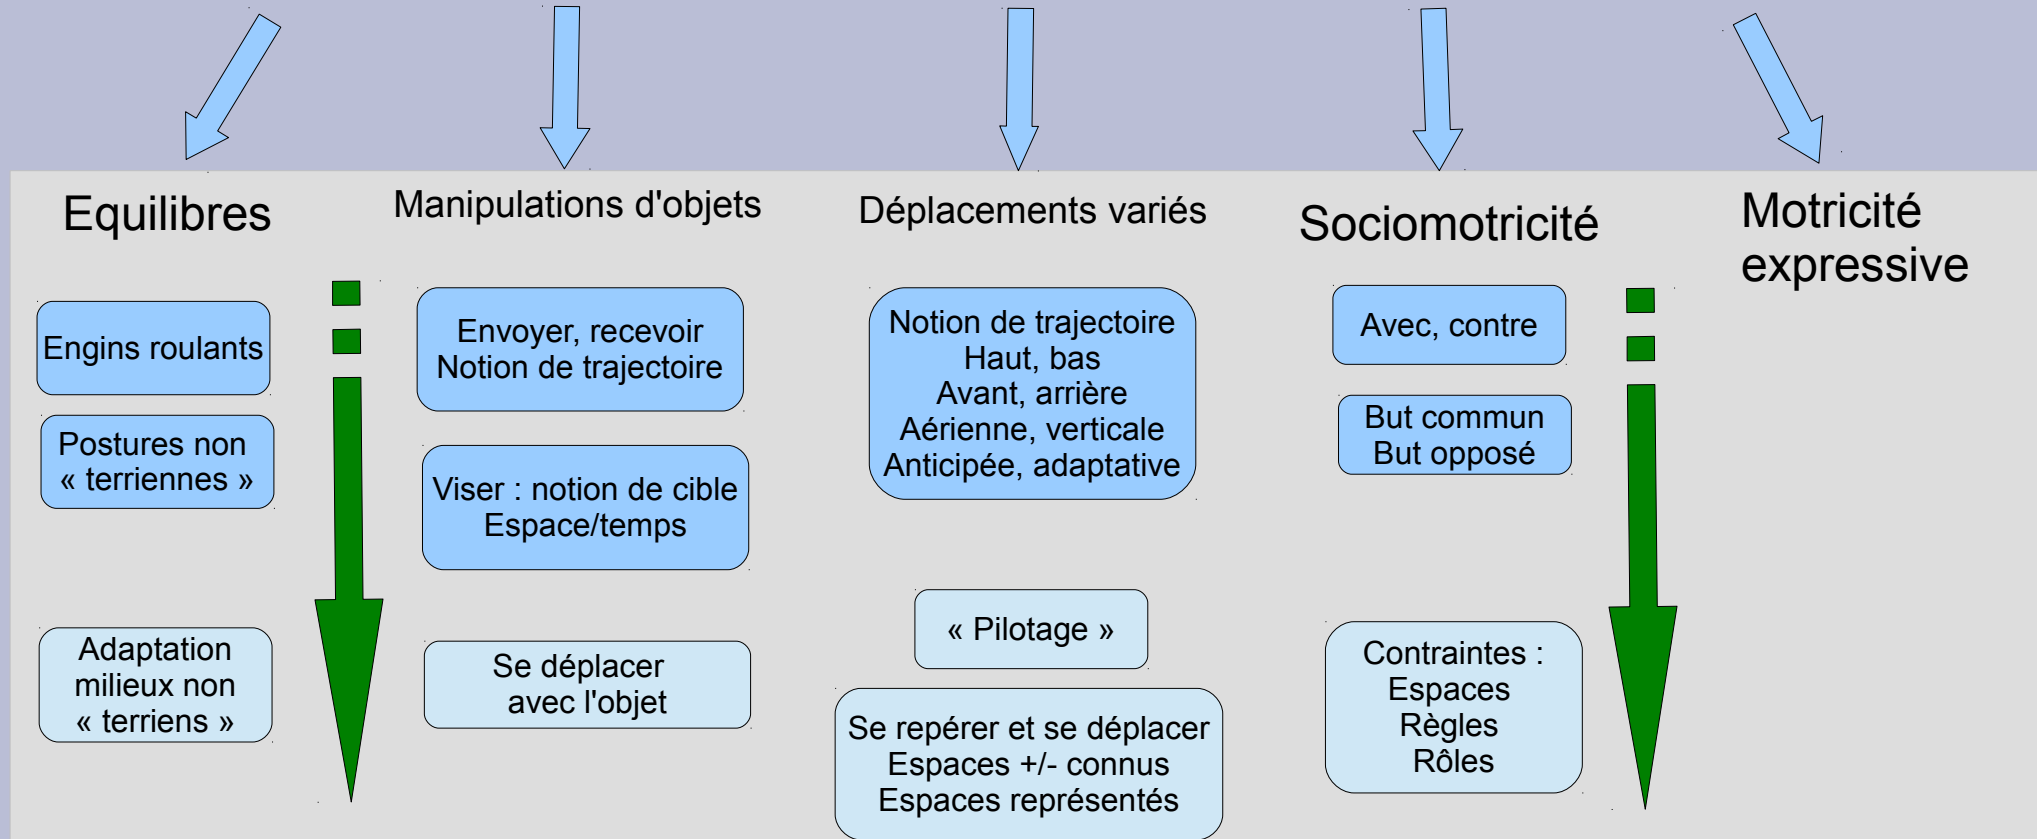 Equilibres
Engins roulants
Postures non
« terriennes »
Adaptation
milieux non
« terriens »
Manipulations d'objets
Envoyer, recevoir
Notion de trajectoire
Viser : notion de cible
Espace/temps
Se déplacer
avec l'objet
Déplacements variés
Notion de trajectoire
Haut, bas
Avant, arrière
Aérienne, verticale
Anticipée, adaptative
« Pilotage »
Se repérer et se déplacer
Espaces +/- connus
Espaces représentés
Sociomotricité
Avec, contre
But commun
But opposé
Contraintes :
Espaces
Règles
Rôles
Motricité
expressive